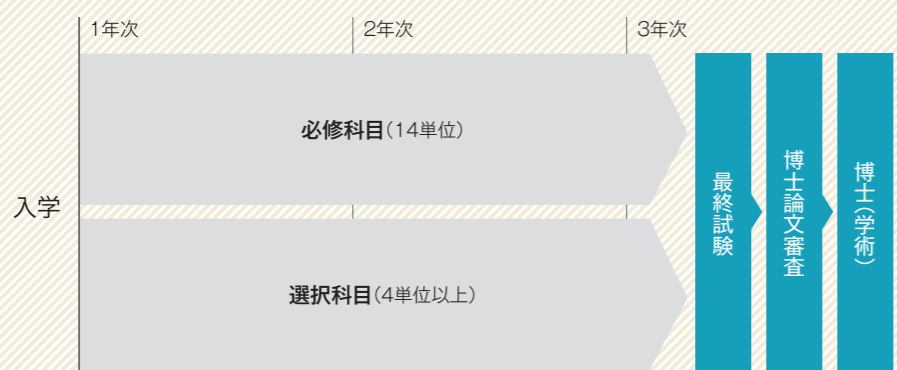 1年次
2年次
3年次
入学
必修科目(14単位)
選択科目(4単位以上)
最終試験
博士論文審査
博士(学術)